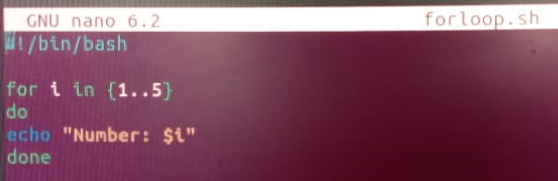 GNU nano 6.2 forloop.sh
#!/bin/bash
for i in {1..5}
do
echo "Number: $i"
done